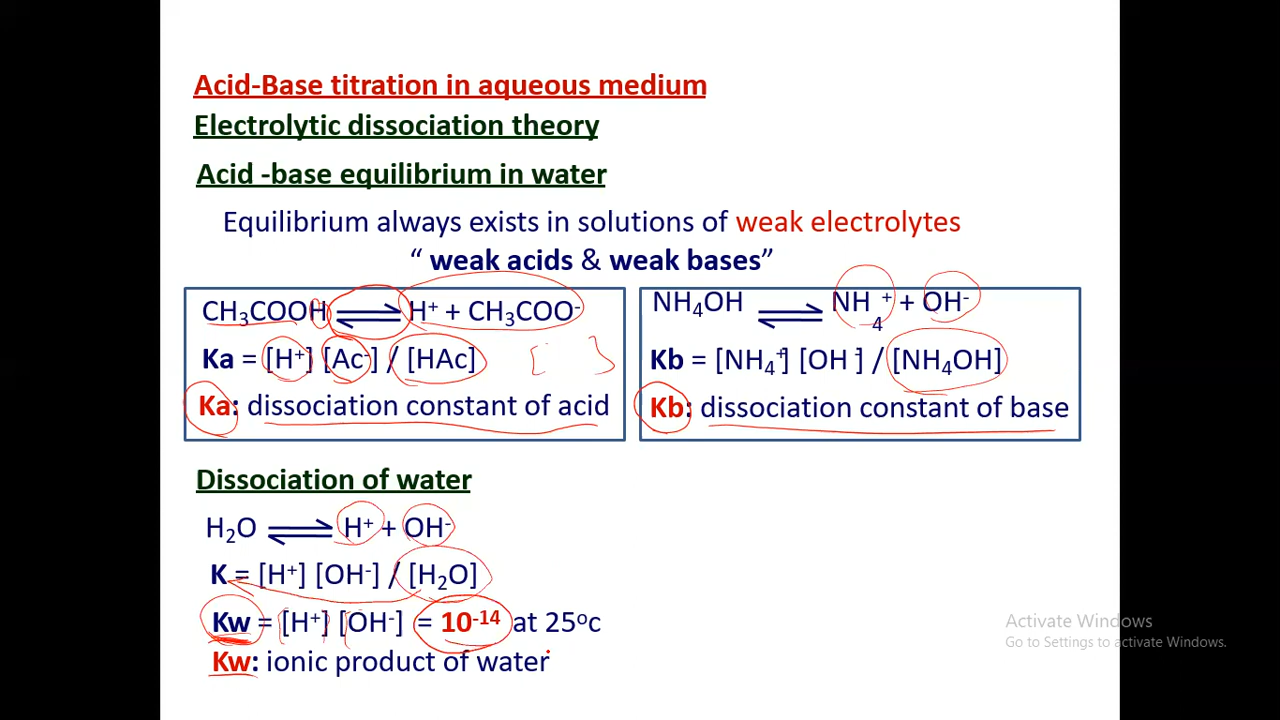 Acid-Base titration in aqueous medium
Electrolytic dissociation theory
Acid -base equilibrium in water
Equilibrium always exists in solutions of weak electrolytes
“ weak acids & weak bases”
CH₃COOH ⇌ H⁺ + CH₃COO⁻
Ka = [H⁺] [Ac⁻] / [HAc] [ ]
Ka: dissociation constant of acid
NH₄OH ⇌ NH₄⁺ + OH⁻
Kb = [NH₄⁺] [OH⁻] / [NH₄OH]
Kb: dissociation constant of base
Dissociation of water
H₂O ⇌ H⁺ + OH⁻
K = [H⁺] [OH⁻] / [H₂O]
Kw = [H⁺] [OH⁻] = 10⁻¹⁴ at 25ᵒc
Kw: ionic product of water
Activate Windows
Go to Settings to activate Windows.